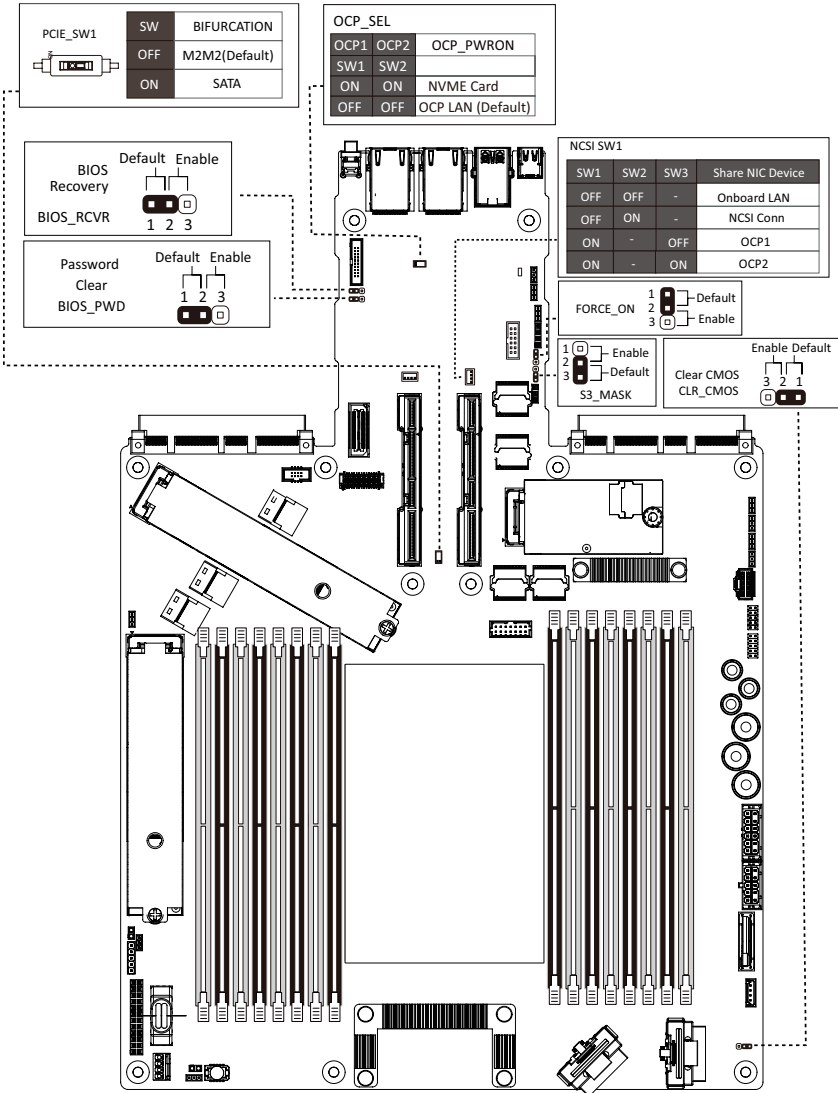 PCIE_SW1
SW BIFURCATION
OFF M2M2(Default)
ON SATA
OCP_SEL
OCP1 OCP2 OCP_PWRON
SW1 SW2
ON ON NVME Card
OFF OFF OCP LAN (Default)
BIOS
Recovery
BIOS_RCVR
Default Enable
1 2 3
Password
Clear
BIOS_PWD
Default Enable
1 2 3
NCSI SW1
SW1 SW2 SW3 Share NIC Device
OFF OFF - Onboard LAN
OFF ON - NCSI Conn
ON - OFF OCP1
ON - ON OCP2
FORCE_ON
1
2
3
Default
Enable
1
2
3
Enable
Default
S3_MASK
Clear CMOS
CLR_CMOS
Enable Default
3 2 1